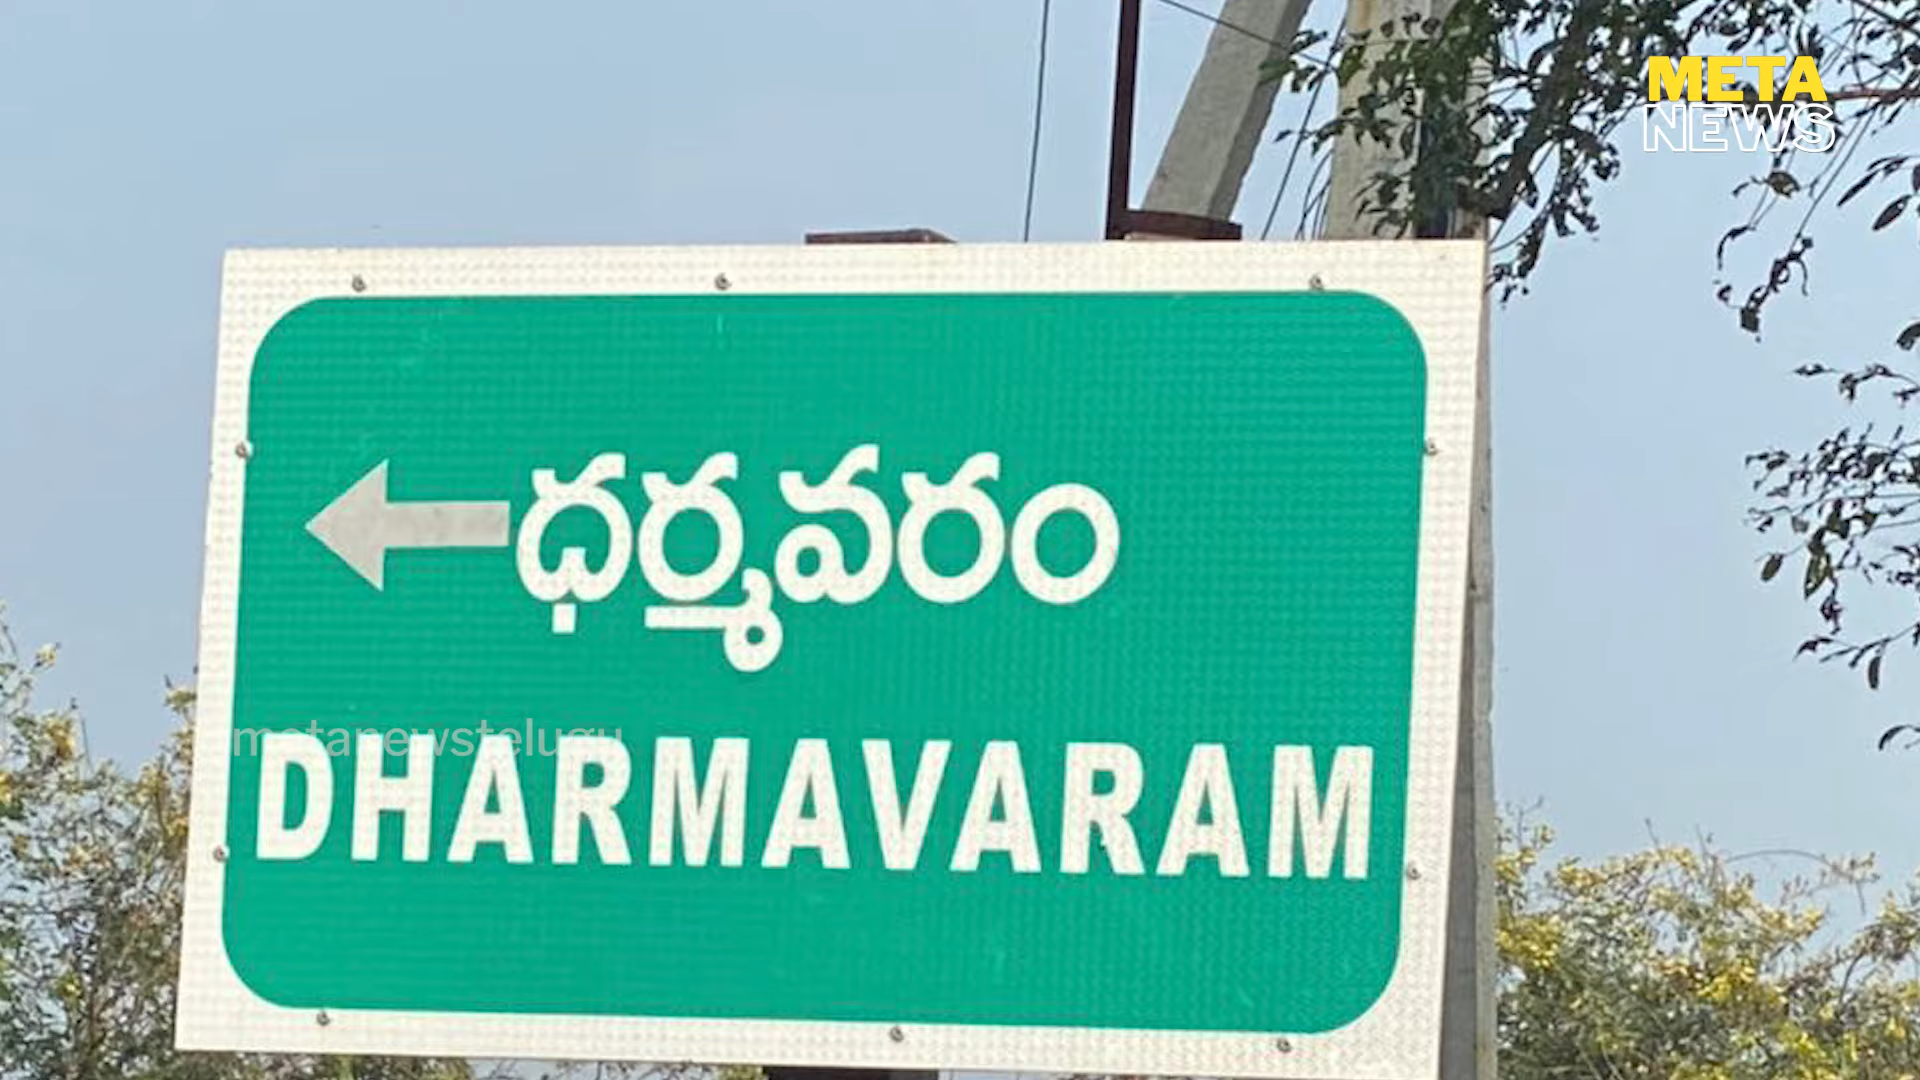 META
NEWS
ధర్మవరం
metanewstelugu
DHARMAVARAM